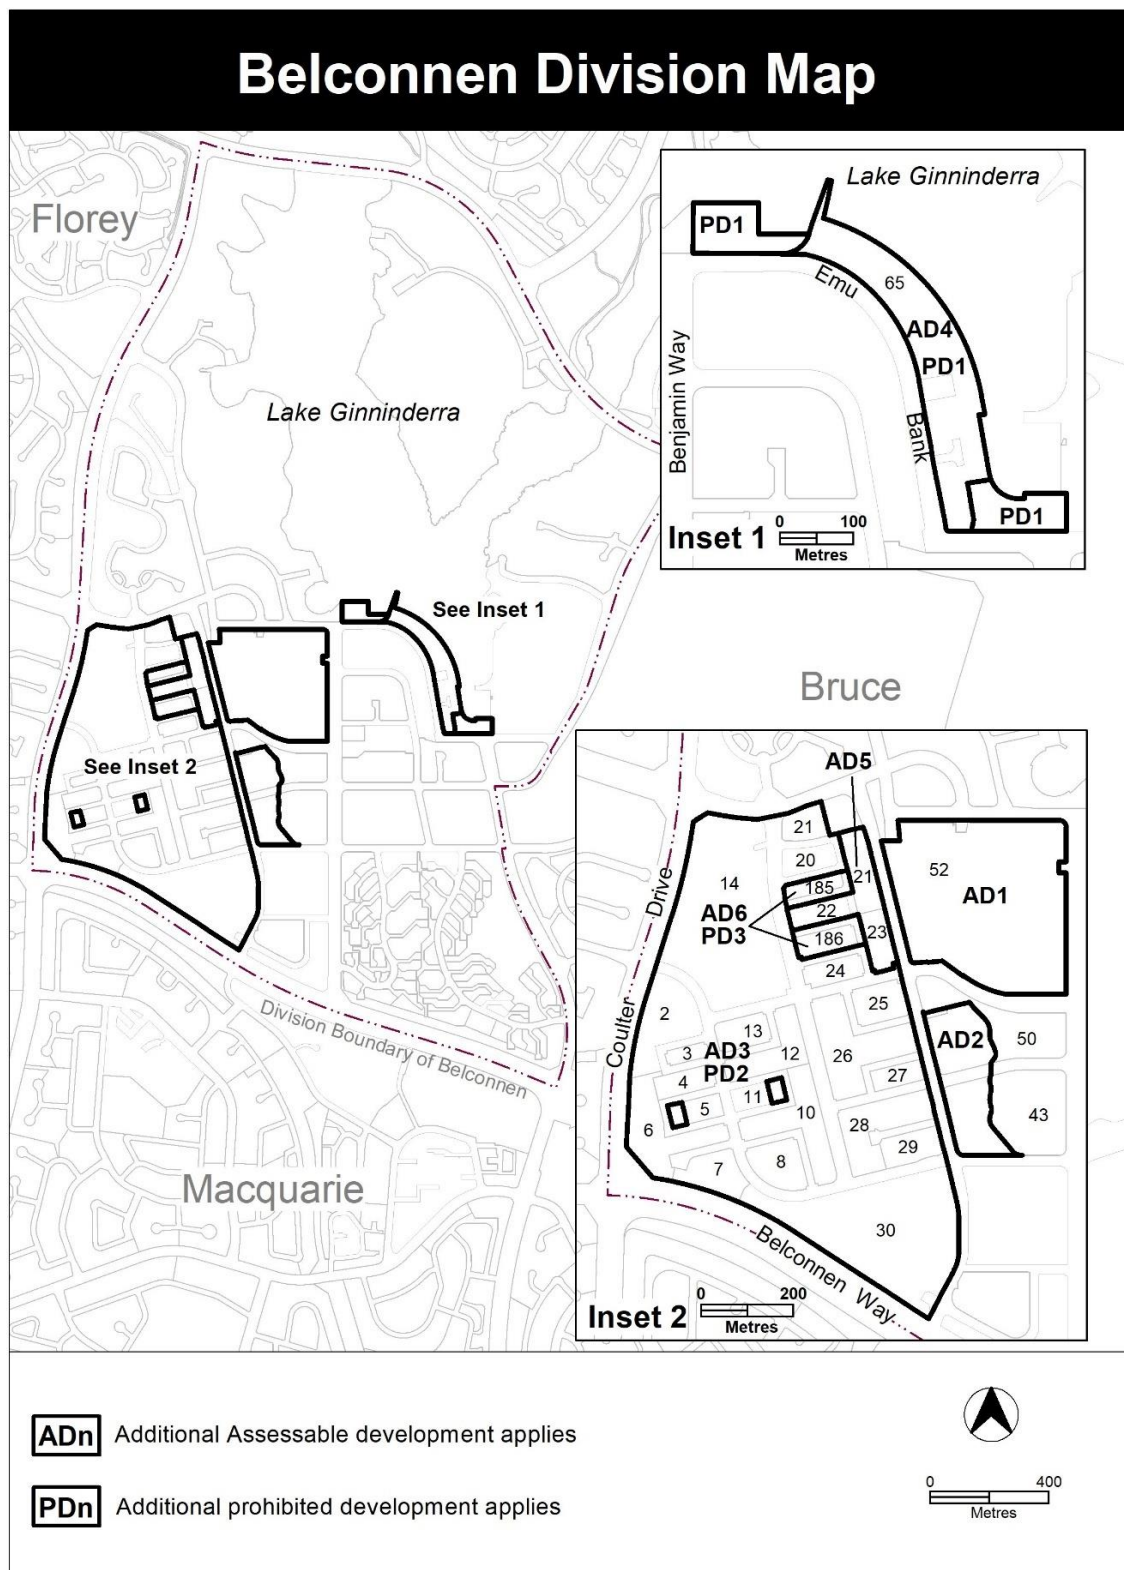 Belconnen Division Map
Florey
Lake Ginninderra
See Inset 1
See Inset 2
Bruce
Division Boundary of Belconnen
Macquarie
Lake Ginninderra
PD1
65
Emu
AD4
PD1
Benjamin Way
Bank
PD1
Inset 1
0 100
Metres
AD5
21
20
14
185
21
52
AD1
AD6
PD3
22
186
23
24
Drive
25
2
13
Coulter
3
AD3
PD2
12
26
AD2
50
4
27
11
5
10
6
28
43
29
7
8
30
Belconnen Way
Inset 2
0 200
Metres
ADn Additional Assessable development applies
PDn Additional prohibited development applies
0 400
Metres